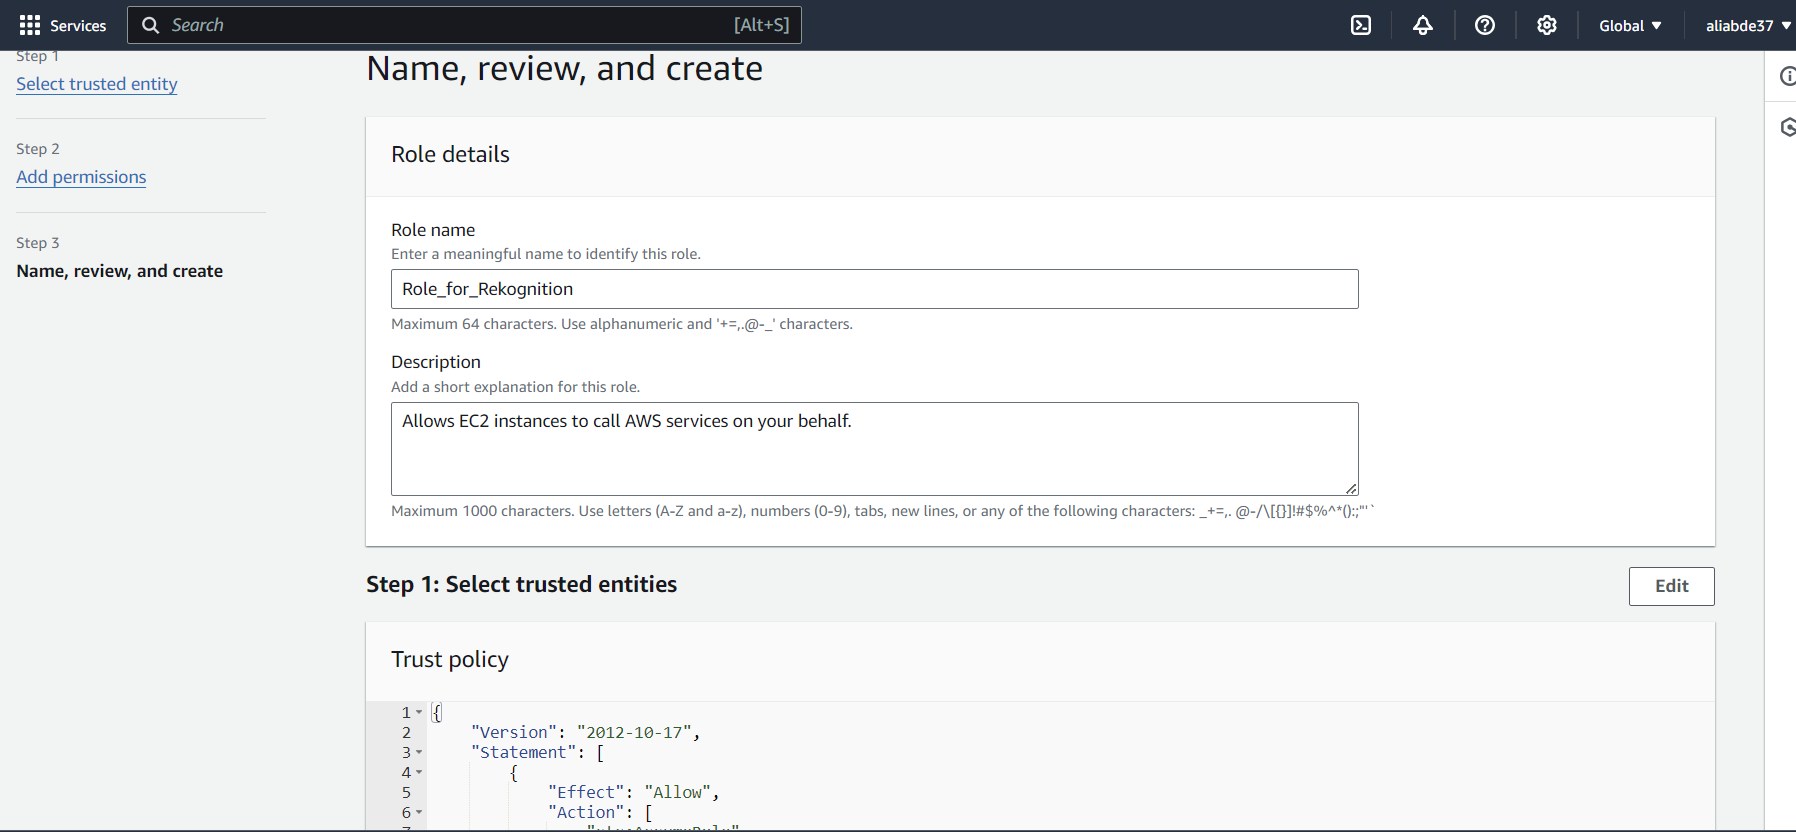 Services
Search
[Alt+S]
Global
aliabde37
Step 1
Select trusted entity
Step 2
Add permissions
Step 3
Name, review, and create
Name, review, and create
Role details
Role name
Enter a meaningful name to identify this role.
Role_for_Rekognition
Maximum 64 characters. Use alphanumeric and '+=,.@-_' characters.
Description
Add a short explanation for this role.
Allows EC2 instances to call AWS services on your behalf.
Maximum 1000 characters. Use letters (A-Z and a-z), numbers (0-9), tabs, new lines, or any of the following characters: _+=,. @-/\[{}]!#$%^*();:"'`
Step 1: Select trusted entities
Edit
Trust policy
1 {
2 "Version": "2012-10-17",
3 "Statement": [
4 {
5 "Effect": "Allow",
6 "Action": [
7 "sts:AssumeRole"